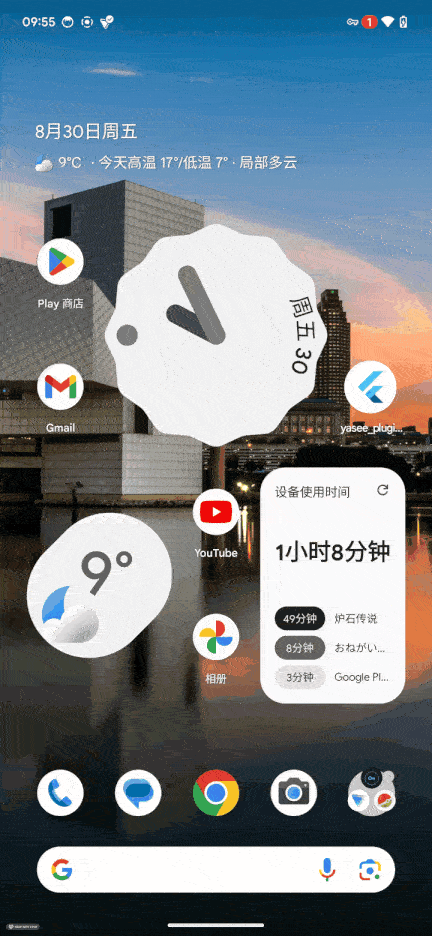 09:55
1
8月30日周五
9°C · 今天高温 17°/低温 7° · 局部多云
Play 商店
周五 30
Gmail
yasee_plugi...
设备使用时间
1小时8分钟
YouTube
9°
49分钟 炉石传说
8分钟 おねがい...
3分钟 Google Pl...
相册